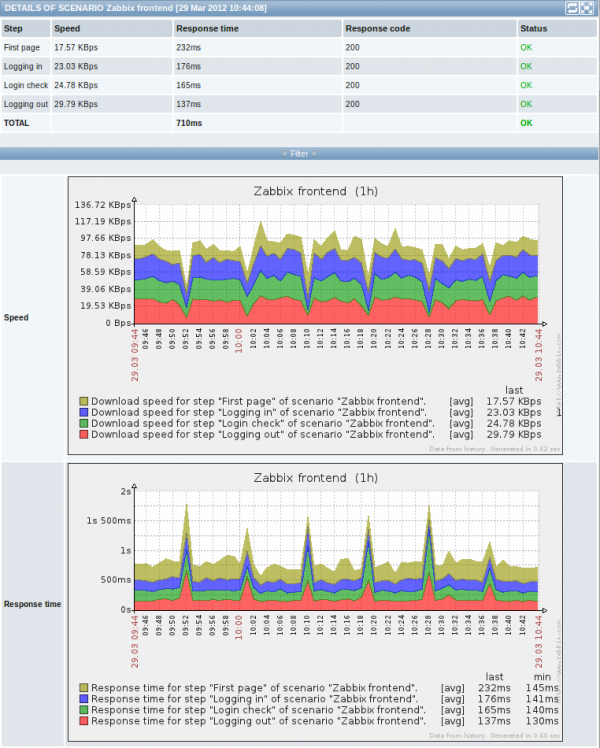 DETAILS OF SCENARIO Zabbix frontend [29 Mar 2012 10:44:08]
Step Speed Response time Response code Status
First page 17.57 KBps 232ms 200 OK
Logging in 23.03 KBps 176ms 200 OK
Login check 24.78 KBps 165ms 200 OK
Logging out 29.79 KBps 137ms 200 OK
TOTAL 710ms OK
Filter
Speed
Zabbix frontend (1h)
136.72 KBps
117.19 KBps
97.66 KBps
78.13 KBps
58.59 KBps
39.06 KBps
19.53 KBps
0 Bps
29.03 09:44 09:46 09:48 09:50 09:52 09:54 09:56 09:58 10:00 10:02 10:04 10:06 10:08 10:10 10:12 10:14 10:16 10:18 10:20 10:22 10:24 10:26 10:28 10:30 10:32 10:34 10:36 10:38 10:40 10:42 29.03 10:44
last
Download speed for step "First page" of scenario "Zabbix frontend". [avg] 17.57 KBps
Download speed for step "Logging in" of scenario "Zabbix frontend". [avg] 23.03 KBps 1
Download speed for step "Login check" of scenario "Zabbix frontend". [avg] 24.78 KBps
Download speed for step "Logging out" of scenario "Zabbix frontend". [avg] 29.79 KBps
Data from history. Generated in 0.62 sec
Response time
Zabbix frontend (1h)
2s
1s 500ms
1s
500ms
0s
29.03 09:44 09:46 09:48 09:50 09:52 09:54 09:56 09:58 10:00 10:02 10:04 10:06 10:08 10:10 10:12 10:14 10:16 10:18 10:20 10:22 10:24 10:26 10:28 10:30 10:32 10:34 10:36 10:38 10:40 10:42 29.03 10:44
last min
Response time for step "First page" of scenario "Zabbix frontend". [avg] 232ms 145ms
Response time for step "Logging in" of scenario "Zabbix frontend". [avg] 176ms 141ms
Response time for step "Login check" of scenario "Zabbix frontend". [avg] 165ms 140ms
Response time for step "Logging out" of scenario "Zabbix frontend". [avg] 137ms 130ms
Data from history. Generated in 0.68 sec